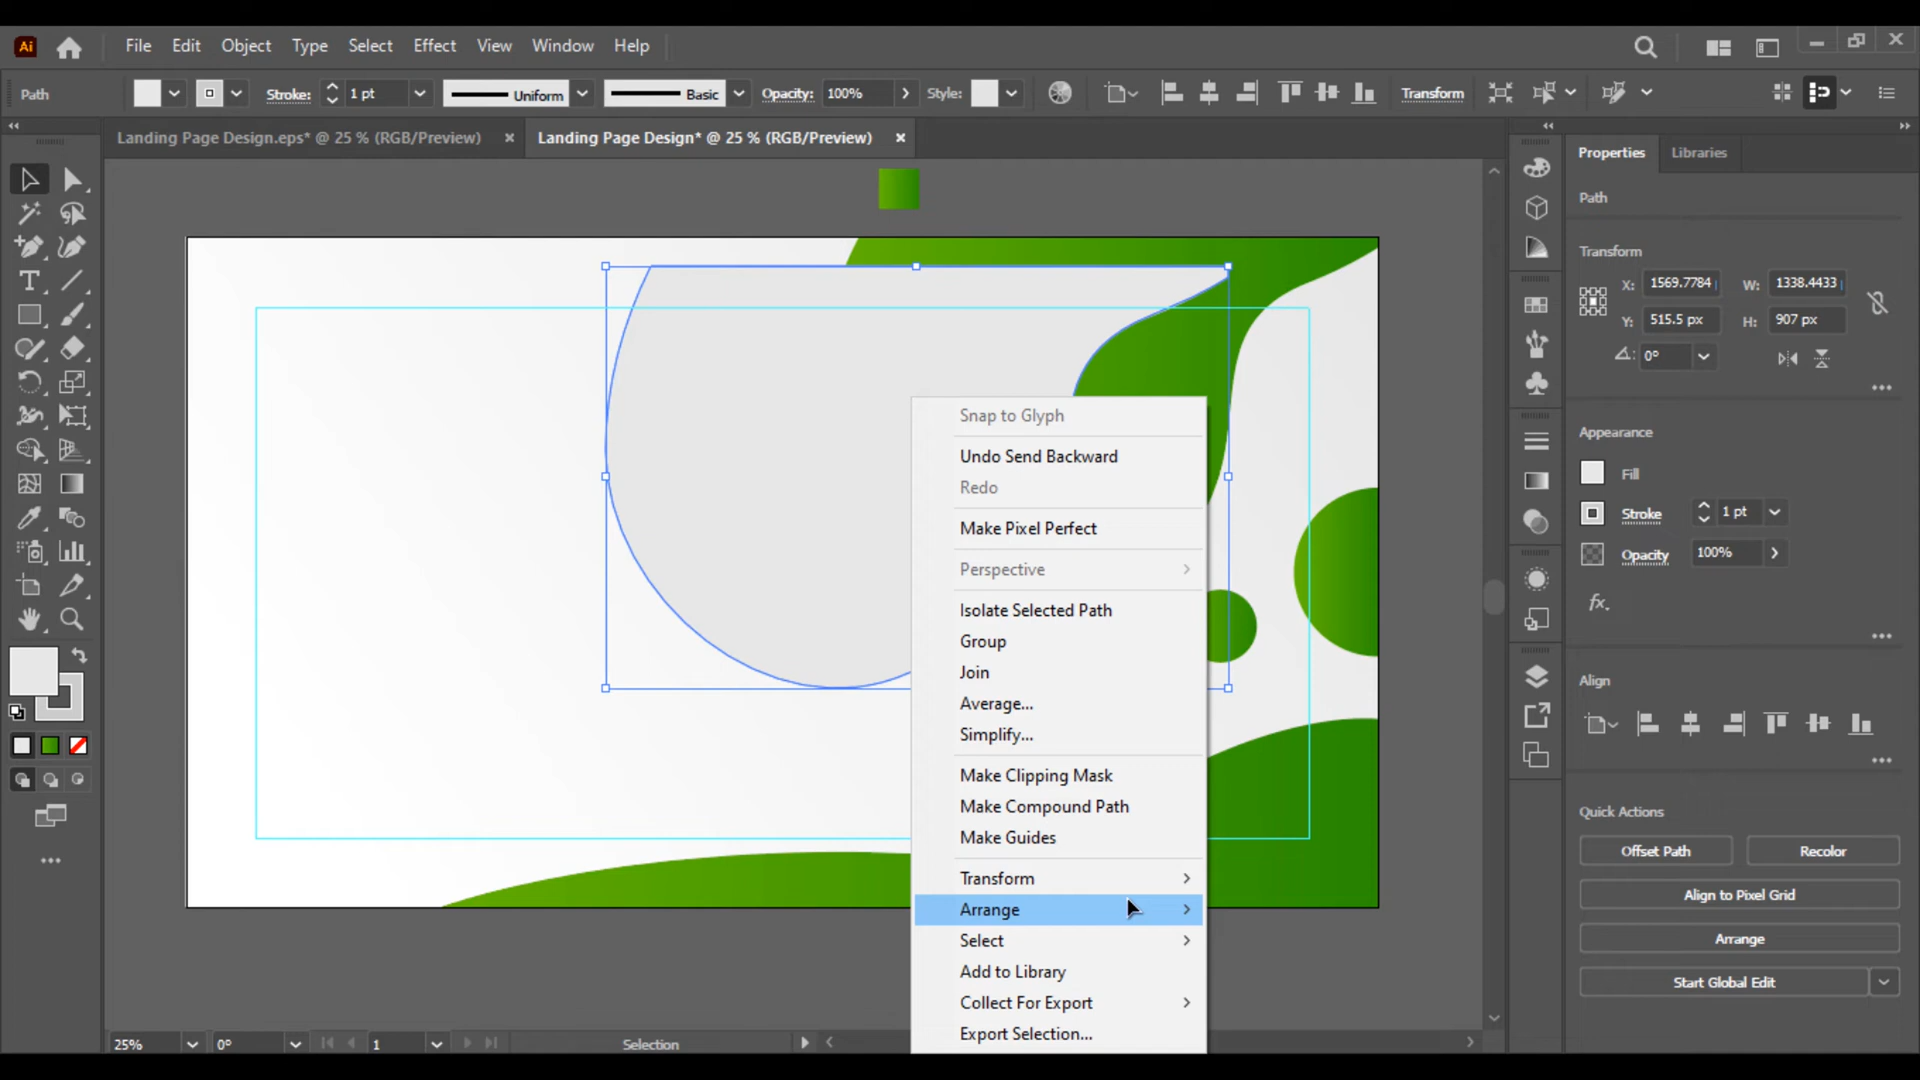 Ai
File Edit Object Type Select Effect View Window Help
Path Stroke: 1 pt Uniform Basic Opacity: 100% Style: Transform
Landing Page Design.eps* @ 25 % (RGB/Preview) Landing Page Design* @ 25 % (RGB/Preview)
Properties Libraries
Path
Transform
X: 1569.7784 W: 1338.4433
Y: 515.5 px H: 907 px
0°
Appearance
Fill
Stroke 1 pt
Opacity 100%
fx.
Align
Quick Actions
Offset Path Recolor
Align to Pixel Grid
Arrange
Start Global Edit
Snap to Glyph
Undo Send Backward
Redo
Make Pixel Perfect
Perspective
Isolate Selected Path
Group
Join
Average...
Simplify...
Make Clipping Mask
Make Compound Path
Make Guides
Transform
Arrange
Select
Add to Library
Collect For Export
Export Selection...
25% 0° 1 Selection